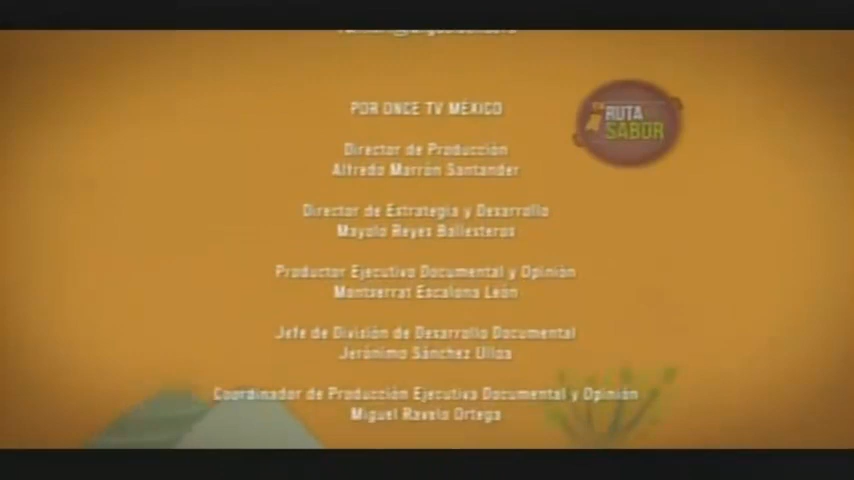 POR ONCE TV MÉXICO
LA RUTA
SABOR
Director de Producción
Alfredo Marrón Santander
Director de Estrategia y Desarrollo
Mayolo Reyes Ballesteros
Productor Ejecutivo Documental y Opinión
Montserrat Escalona León
Jefe de División de Desarrollo Documental
Jerónimo Sánchez Ulloa
Coordinador de Producción Ejecutiva Documental y Opinión
Miguel Ravelo Ortega